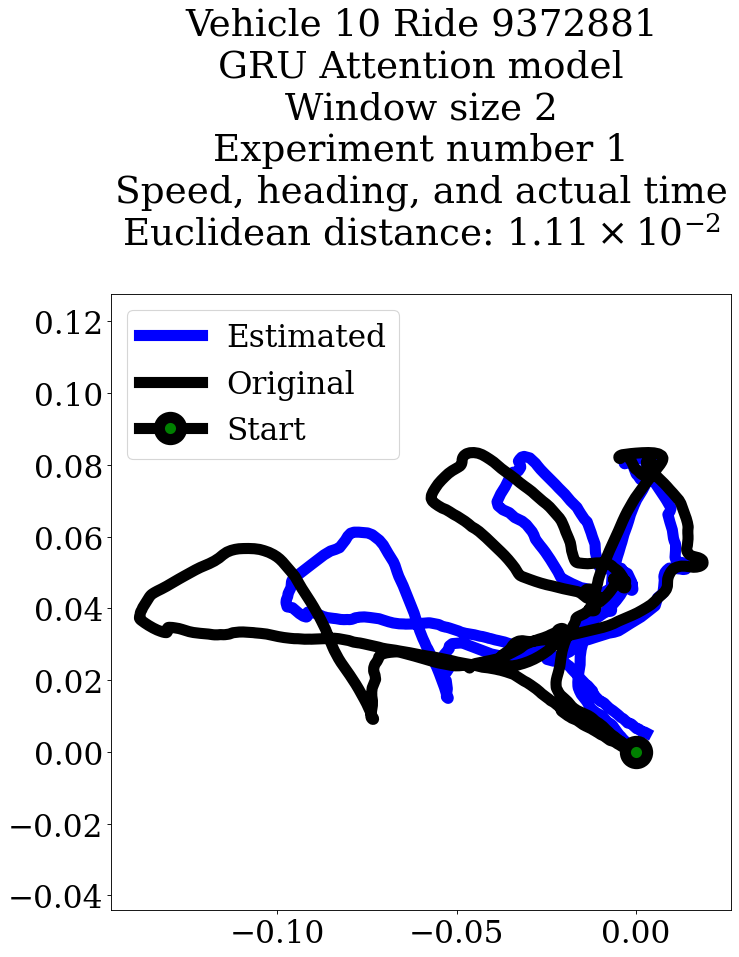 Vehicle 10 Ride 9372881
GRU Attention model
Window size 2
Experiment number 1
Speed, heading, and actual time
Euclidean distance: 1.11 × 10⁻²
Estimated
Original
Start
0.12
0.10
0.08
0.06
0.04
0.02
0.00
−0.02
−0.04
−0.10 −0.05 0.00